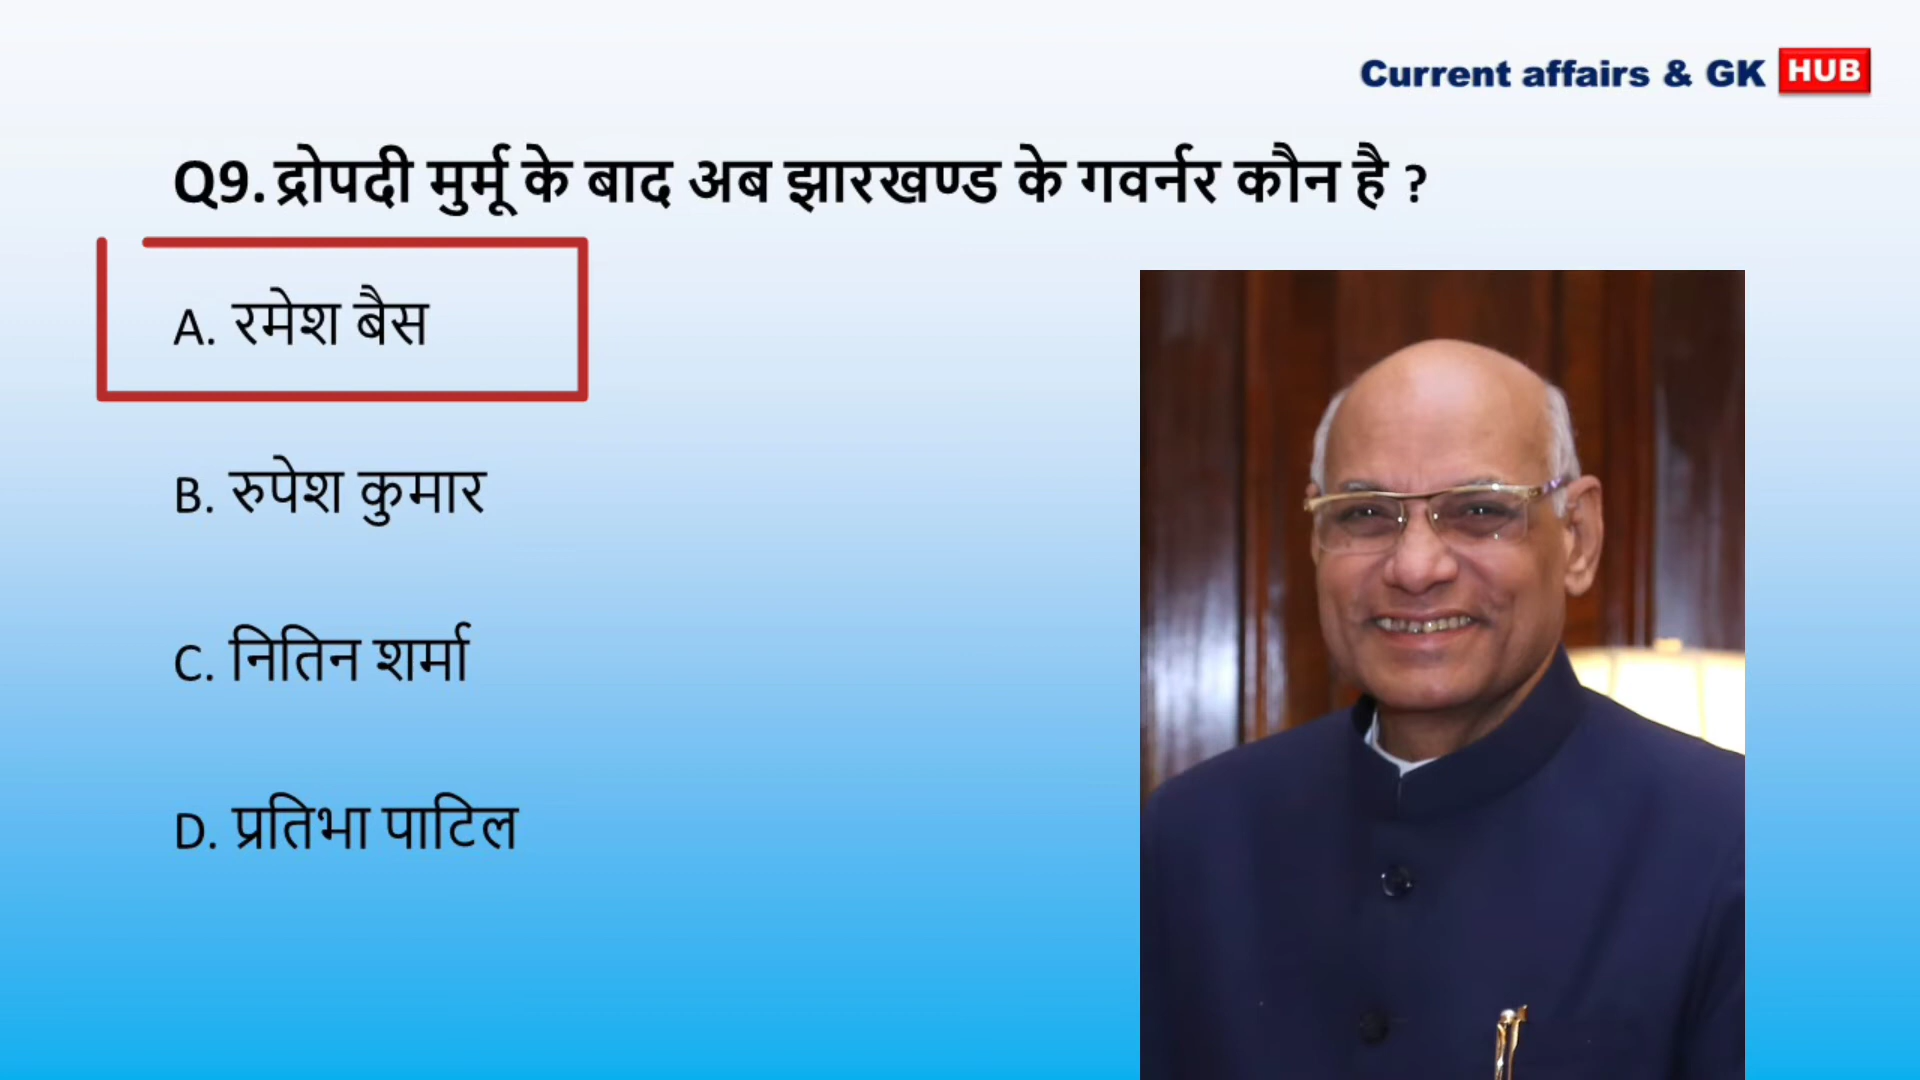 Current affairs & GK HUB
Q9. द्रोपदी मुर्मू के बाद अब झारखण्ड के गवर्नर कौन है ?
A. रमेश बैस
B. रुपेश कुमार
C. नितिन शर्मा
D. प्रतिभा पाटिल